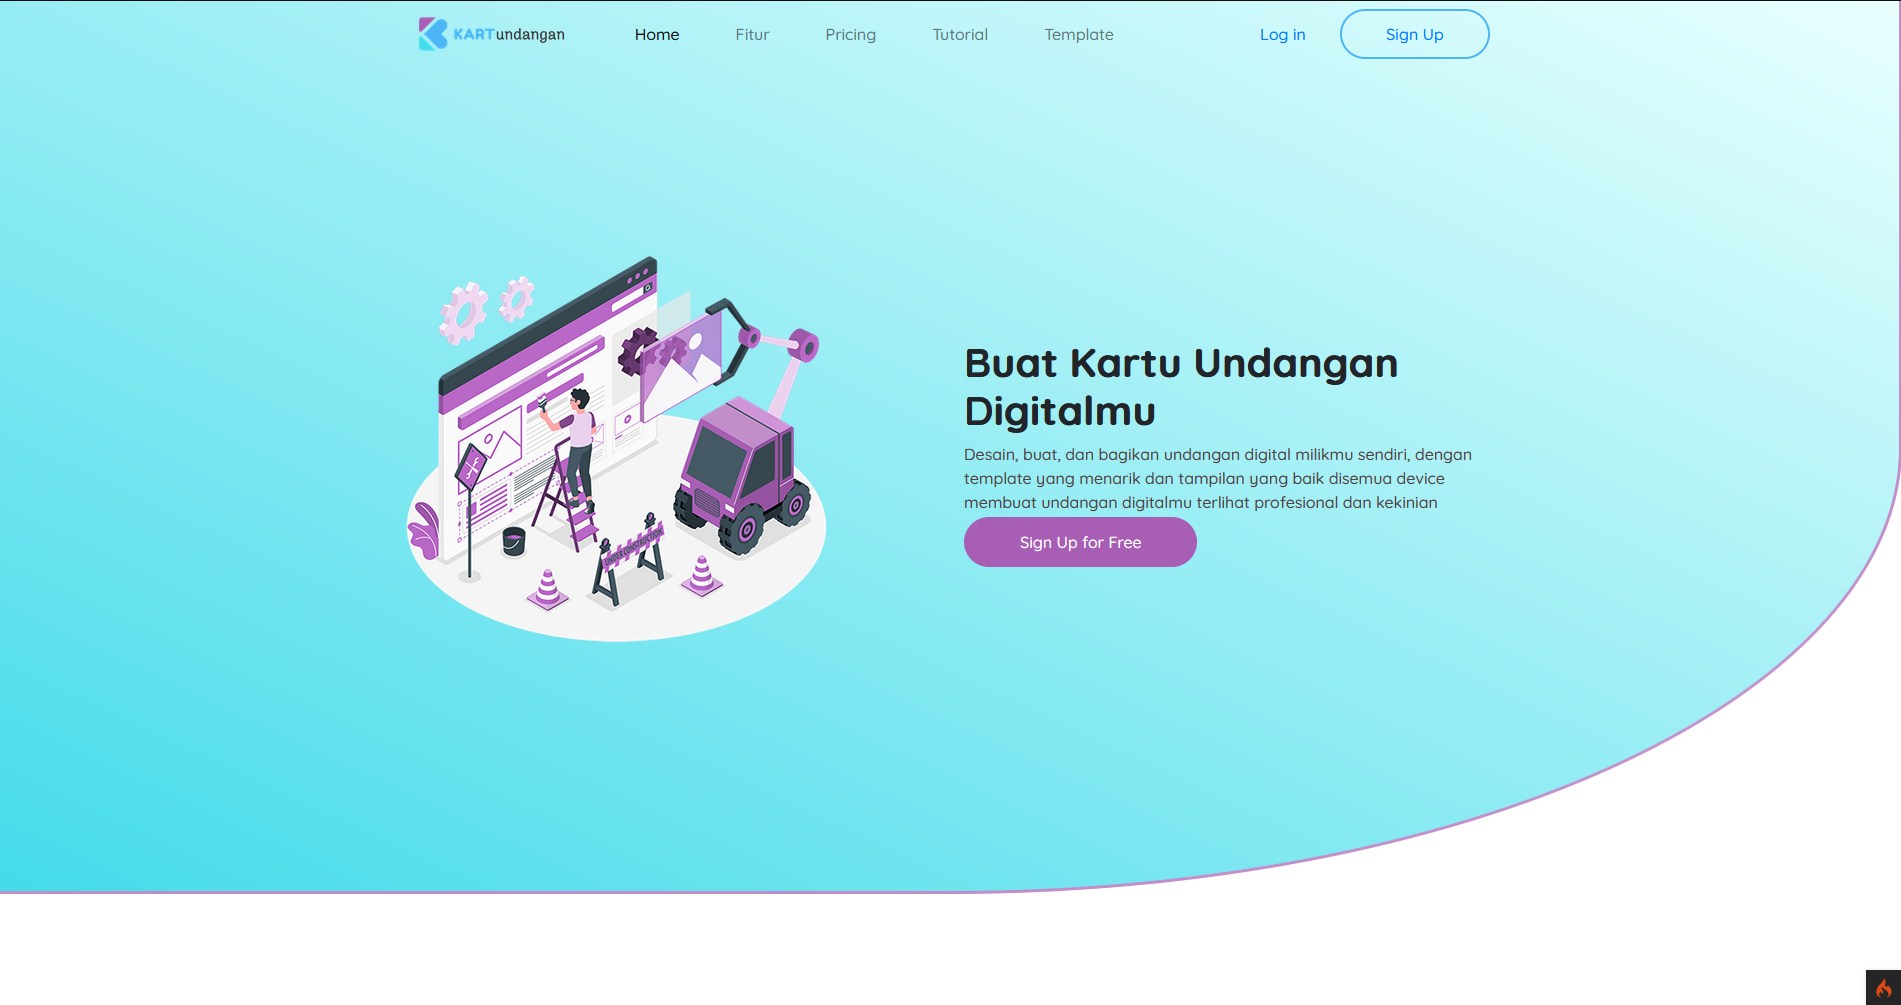 KARTundangan
Home Fitur Pricing Tutorial Template
Log in Sign Up
Buat Kartu Undangan
Digitalmu
Desain, buat, dan bagikan undangan digital milikmu sendiri, dengan
template yang menarik dan tampilan yang baik disemua device
membuat undangan digitalmu terlihat profesional dan kekinian
Sign Up for Free
UNDER CONSTRUCTION